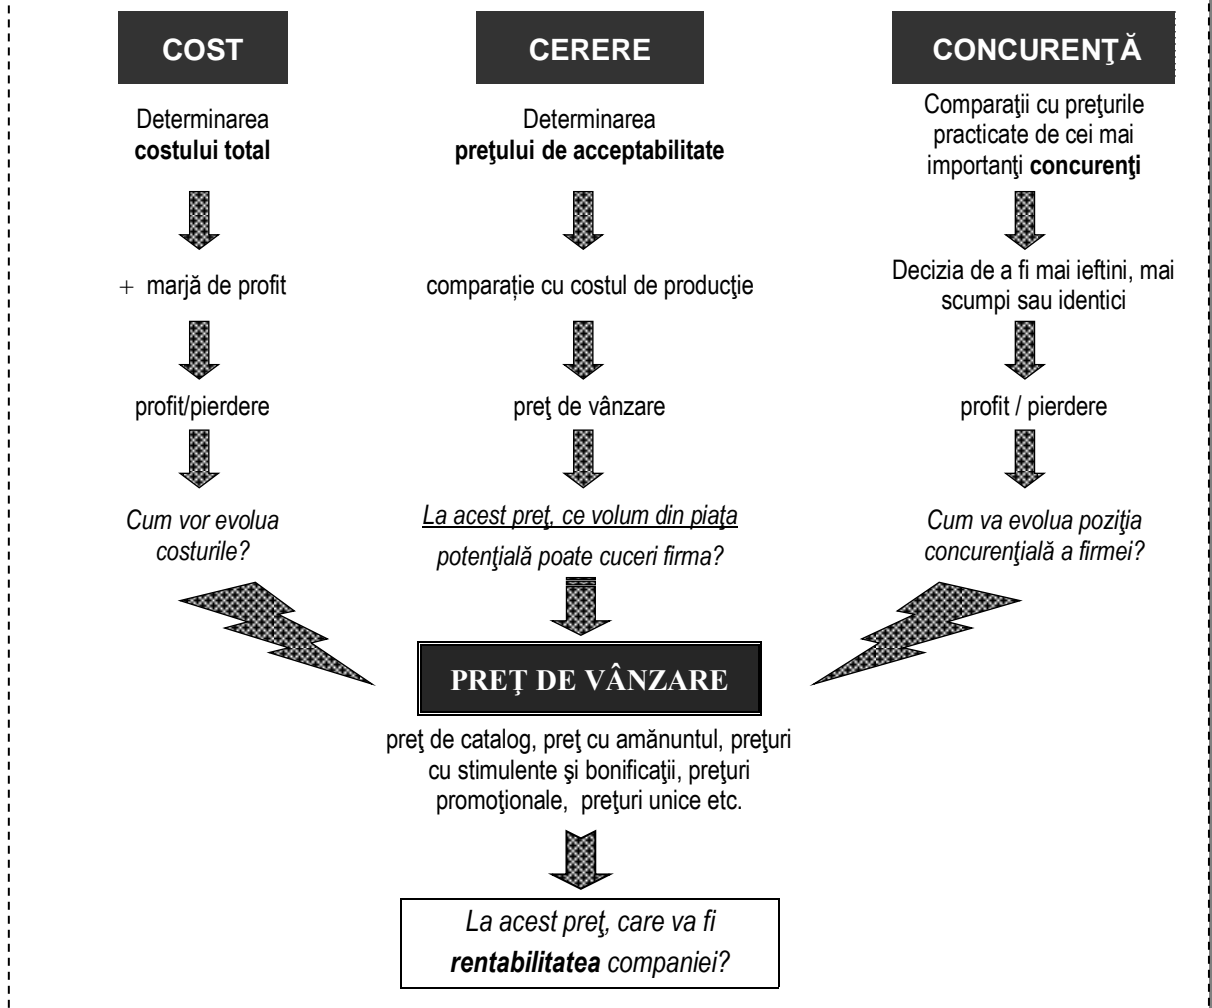 COST
Determinarea
costului total
+ marjă de profit
profit/pierdere
Cum vor evolua
costurile?
CERERE
Determinarea
preţului de acceptabilitate
comparație cu costul de producţie
preţ de vânzare
La acest preţ, ce volum din piaţa
potenţială poate cuceri firma?
CONCURENŢĂ
Comparaţii cu preţurile
practicate de cei mai
importanţi concurenţi
Decizia de a fi mai ieftini, mai
scumpi sau identici
profit / pierdere
Cum va evolua poziţia
concurenţială a firmei?
PREŢ DE VÂNZARE
preţ de catalog, preţ cu amănuntul, preţuri
cu stimulente şi bonificaţii, preţuri
promoţionale, preţuri unice etc.
La acest preţ, care va fi
rentabilitatea companiei?